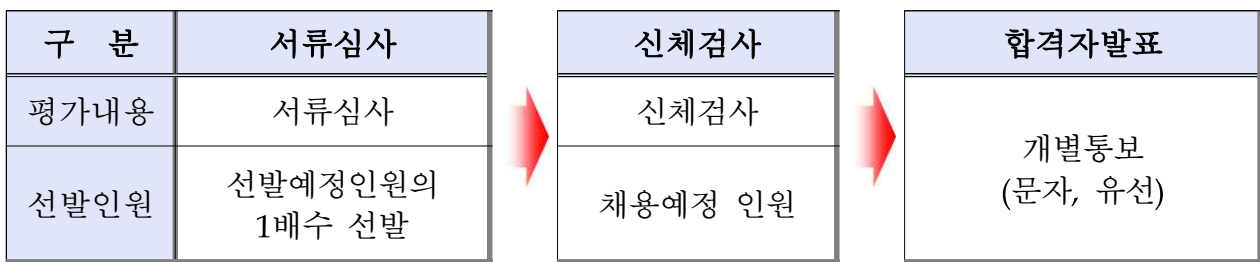 구 분 서류심사 신체검사 합격자발표
평가내용 서류심사 신체검사
선발인원 선발예정인원의
1배수 선발
채용예정 인원
개별통보
(문자, 유선)